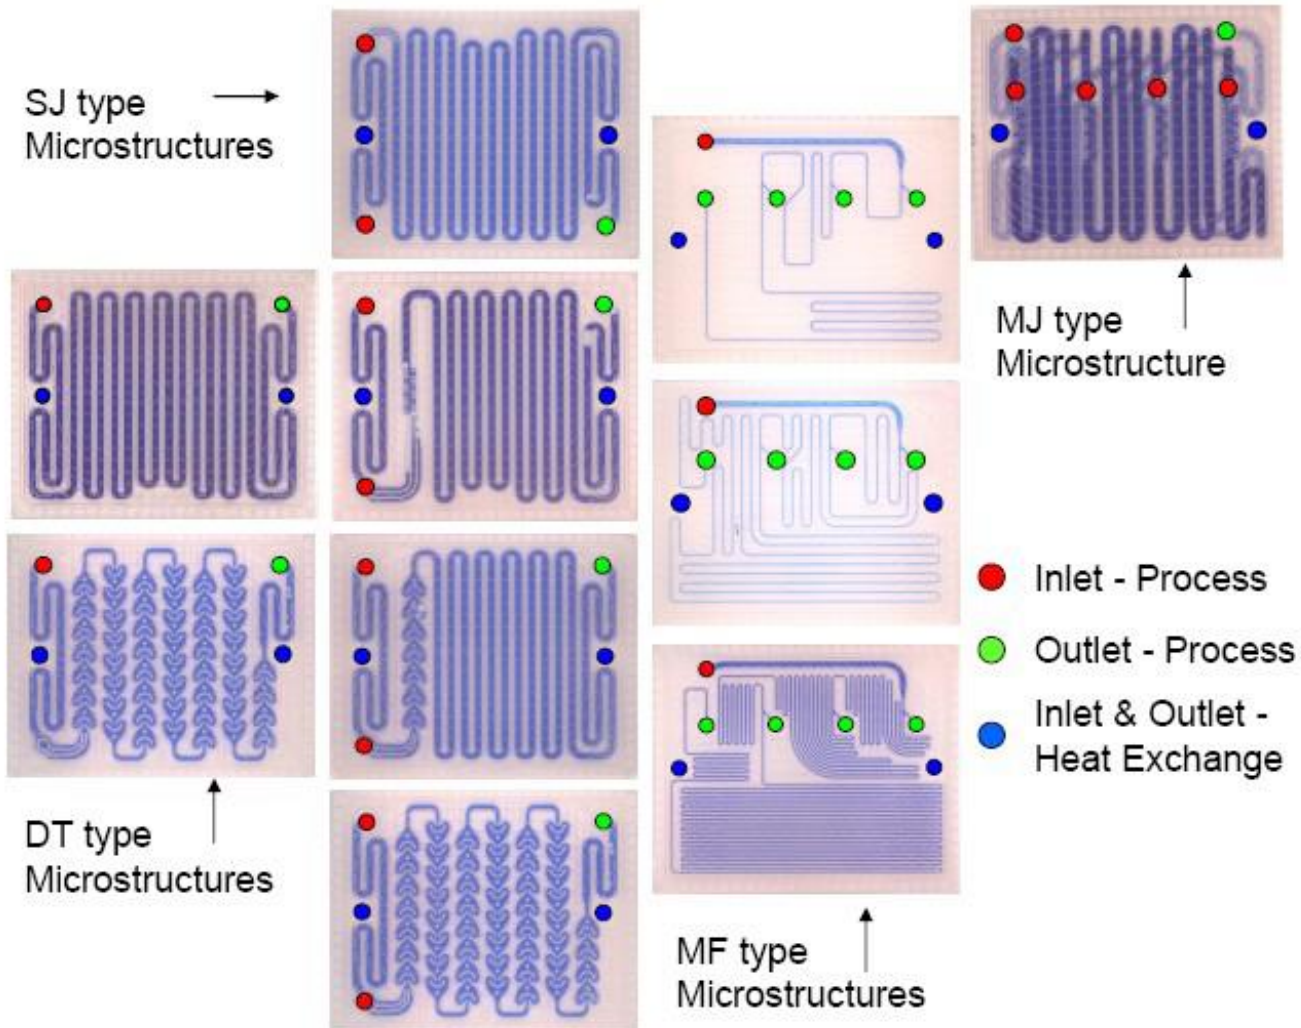 SJ type
Microstructures
MJ type
Microstructure
Inlet - Process
Outlet - Process
Inlet & Outlet -
Heat Exchange
DT type
Microstructures
MF type
Microstructures